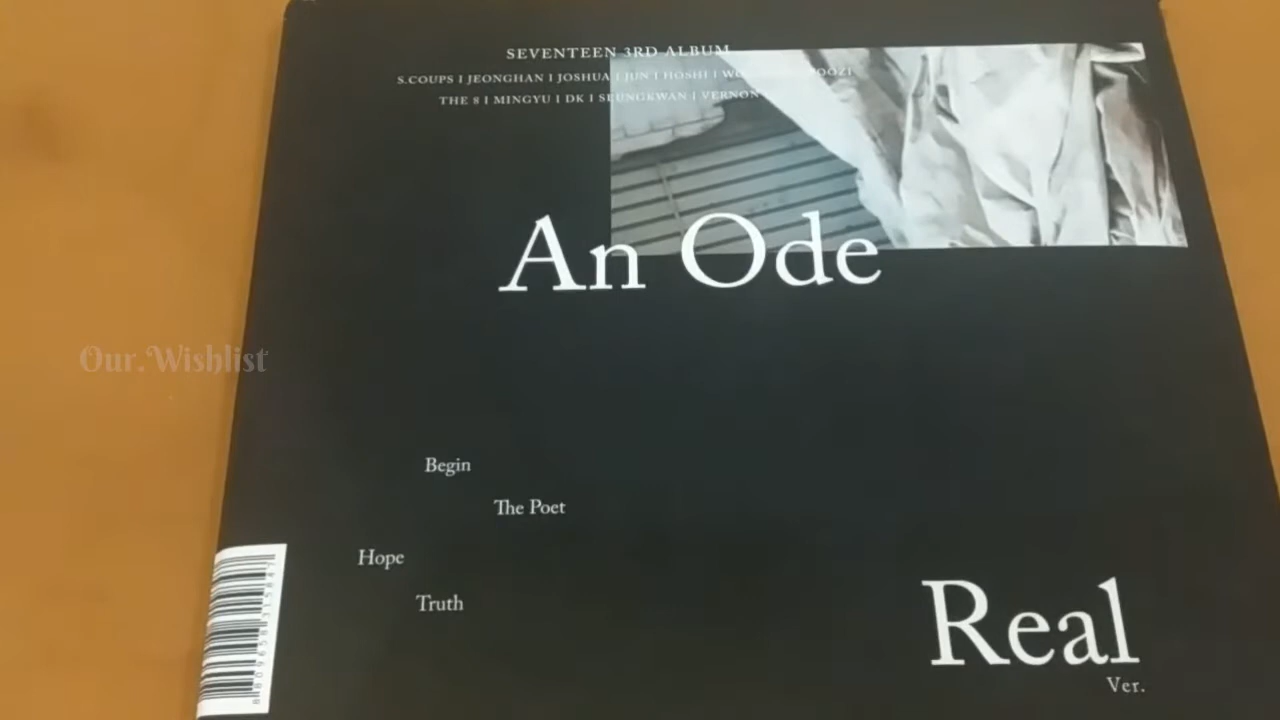 SEVENTEEN 3RD ALBUM
S.COUPS I JEONGHAN I JOSHUA I JUN I HOSHI I
THE 8 I MINGYU I DK I SEUNGKWAN I VERNON
An Ode
Our.Wishlist
Begin
The Poet
Hope
Truth
Real
Ver.